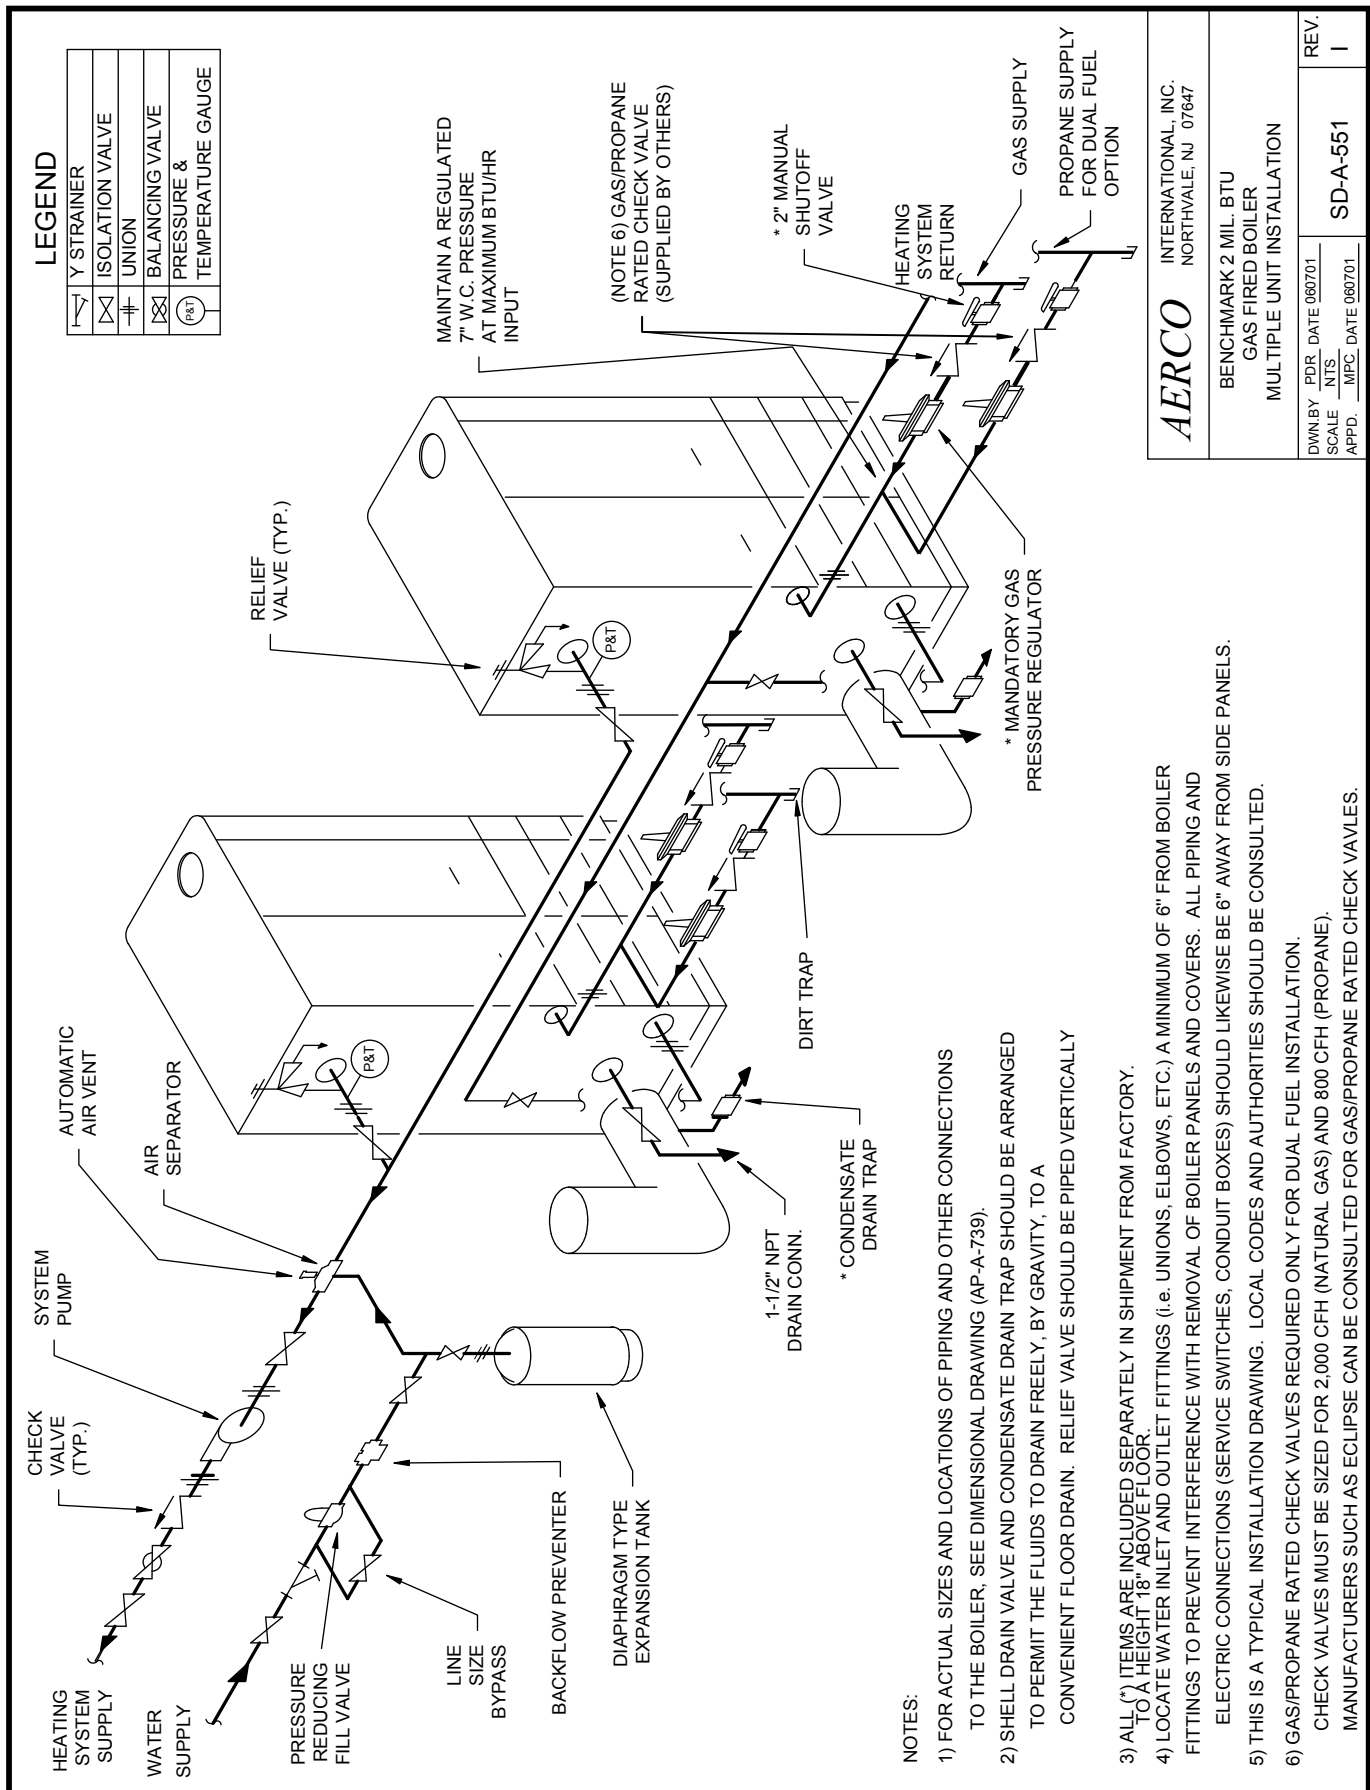 LEGEND
Y STRAINER
ISOLATION VALVE
UNION
BALANCING VALVE
P&T
PRESSURE &
TEMPERATURE GAUGE
HEATING
SYSTEM
SUPPLY
WATER
SUPPLY
CHECK
VALVE
(TYP.)
SYSTEM
PUMP
AUTOMATIC
AIR VENT
AIR
SEPARATOR
RELIEF
VALVE (TYP.)
MAINTAIN A REGULATED
7" W.C. PRESSURE
AT MAXIMUM BTU/HR
INPUT
(NOTE 6) GAS/PROPANE
RATED CHECK VALVE
(SUPPLIED BY OTHERS)
* 2" MANUAL
SHUTOFF
VALVE
HEATING
SYSTEM
RETURN
GAS SUPPLY
PROPANE SUPPLY
FOR DUAL FUEL
OPTION
P&T
P&T
PRESSURE
REDUCING
FILL VALVE
LINE
SIZE
BYPASS
BACKFLOW PREVENTER
DIAPHRAGM TYPE
EXPANSION TANK
1-1/2" NPT
DRAIN CONN.
* CONDENSATE
DRAIN TRAP
DIRT TRAP
* MANDATORY GAS
PRESSURE REGULATOR
NOTES:
1) FOR ACTUAL SIZES AND LOCATIONS OF PIPING AND OTHER CONNECTIONS
TO THE BOILER, SEE DIMENSIONAL DRAWING (AP-A-739).
2) SHELL DRAIN VALVE AND CONDENSATE DRAIN TRAP SHOULD BE ARRANGED
TO PERMIT THE FLUIDS TO DRAIN FREELY, BY GRAVITY, TO A
CONVENIENT FLOOR DRAIN. RELIEF VALVE SHOULD BE PIPED VERTICALLY
3) ALL (*) ITEMS ARE INCLUDED SEPARATELY IN SHIPMENT FROM FACTORY.
TO A HEIGHT 18" ABOVE FLOOR.
4) LOCATE WATER INLET AND OUTLET FITTINGS (i.e. UNIONS, ELBOWS, ETC.) A MINIMUM OF 6" FROM BOILER
FITTINGS TO PREVENT INTERFERENCE WITH REMOVAL OF BOILER PANELS AND COVERS. ALL PIPING AND
ELECTRIC CONNECTIONS (SERVICE SWITCHES, CONDUIT BOXES) SHOULD LIKEWISE BE 6" AWAY FROM SIDE PANELS.
5) THIS IS A TYPICAL INSTALLATION DRAWING. LOCAL CODES AND AUTHORITIES SHOULD BE CONSULTED.
6) GAS/PROPANE RATED CHECK VALVES REQUIRED ONLY FOR DUAL FUEL INSTALLATION.
CHECK VALVES MUST BE SIZED FOR 2,000 CFH (NATURAL GAS) AND 800 CFH (PROPANE).
MANUFACTURERS SUCH AS ECLIPSE CAN BE CONSULTED FOR GAS/PROPANE RATED CHECK VAVLES.
AERCO INTERNATIONAL, INC.
NORTHVALE, NJ 07647
BENCHMARK 2 MIL. BTU
GAS FIRED BOILER
MULTIPLE UNIT INSTALLATION
DWN.BY PDR DATE 060701
SCALE NTS
APPD. MPC DATE 060701
SD-A-551
REV.
I